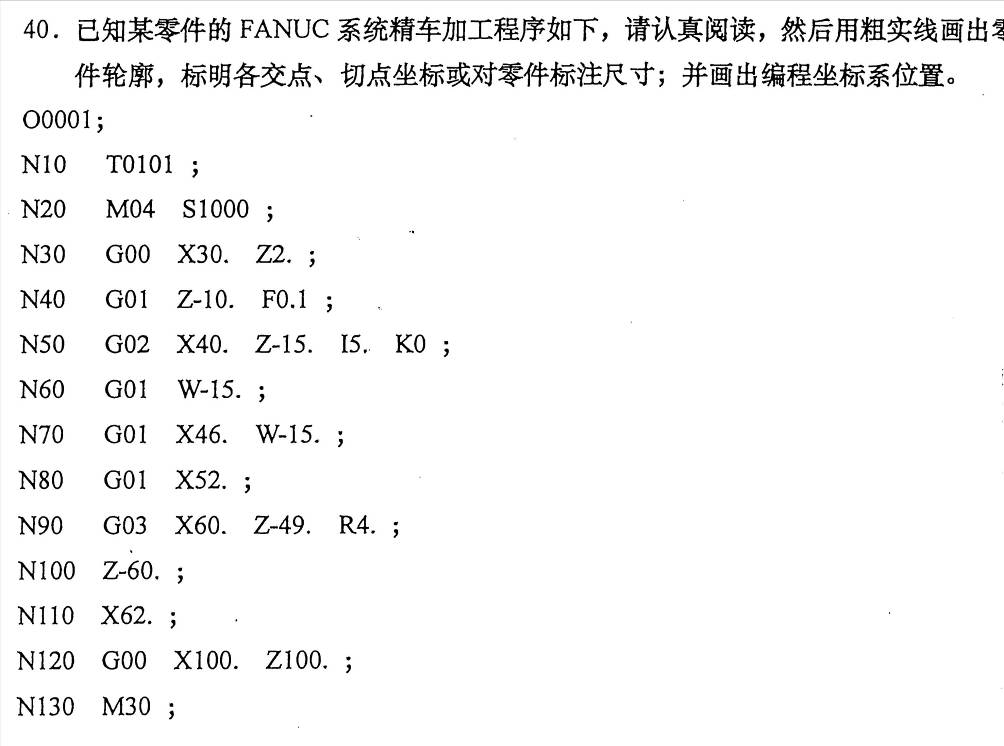 40．已知某零件的 FANUC 系统精车加工程序如下，请认真阅读，然后用粗实线画出零
件轮廓，标明各交点、切点坐标或对零件标注尺寸；并画出编程坐标系位置。
O0001；
N10 T0101 ；
N20 M04 S1000 ；
N30 G00 X30. Z2. ；
N40 G01 Z-10. F0.1 ；
N50 G02 X40. Z-15. I5. K0 ；
N60 G01 W-15. ；
N70 G01 X46. W-15. ；
N80 G01 X52. ；
N90 G03 X60. Z-49. R4. ；
N100 Z-60. ；
N110 X62. ；
N120 G00 X100. Z100. ；
N130 M30 ；